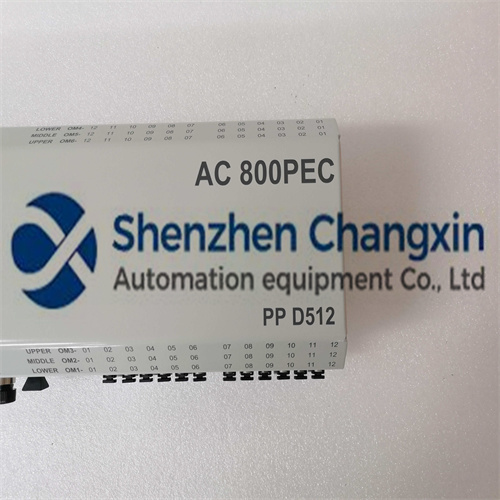 LOWER OM4- 12 11 10 09 08 07 06 05 04 03 02 01
MIDDLE OM5- 12 11 10 09 08 07 06 05 04 03 02 01
UPPER OM6- 12 11 10 09 08 07 06 05 04 03 02 01
AC 800PEC
Shenzhen Changxin
Automation equipment Co., Ltd
PP D512
UPPER OM3- 01 02 03 04 05 06 07 08 09 10 11 12
MIDDLE OM2- 01 02 03 04 05 06 07 08 09 10 11 12
LOWER OM1- 01 02 03 04 05 06 07 08 09 10 11 12